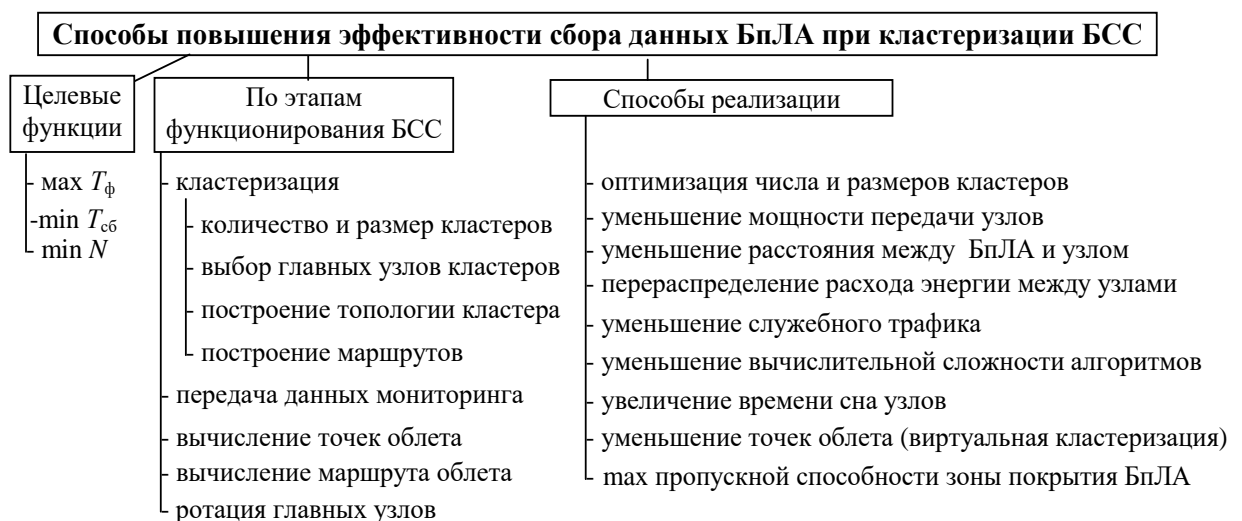 Способы повышения эффективности сбора данных БпЛА при кластеризации БСС
Целевые
функции
- мах Tф
-min Tсб
- min N
По этапам
функционирования БСС
- кластеризация
- количество и размер кластеров
- выбор главных узлов кластеров
- построение топологии кластера
- построение маршрутов
- передача данных мониторинга
- вычисление точек облета
- вычисление маршрута облета
- ротация главных узлов
Способы реализации
- оптимизация числа и размеров кластеров
- уменьшение мощности передачи узлов
- уменьшение расстояния между БпЛА и узлом
- перераспределение расхода энергии между узлами
- уменьшение служебного трафика
- уменьшение вычислительной сложности алгоритмов
- увеличение времени сна узлов
- уменьшение точек облета (виртуальная кластеризация)
- max пропускной способности зоны покрытия БпЛА